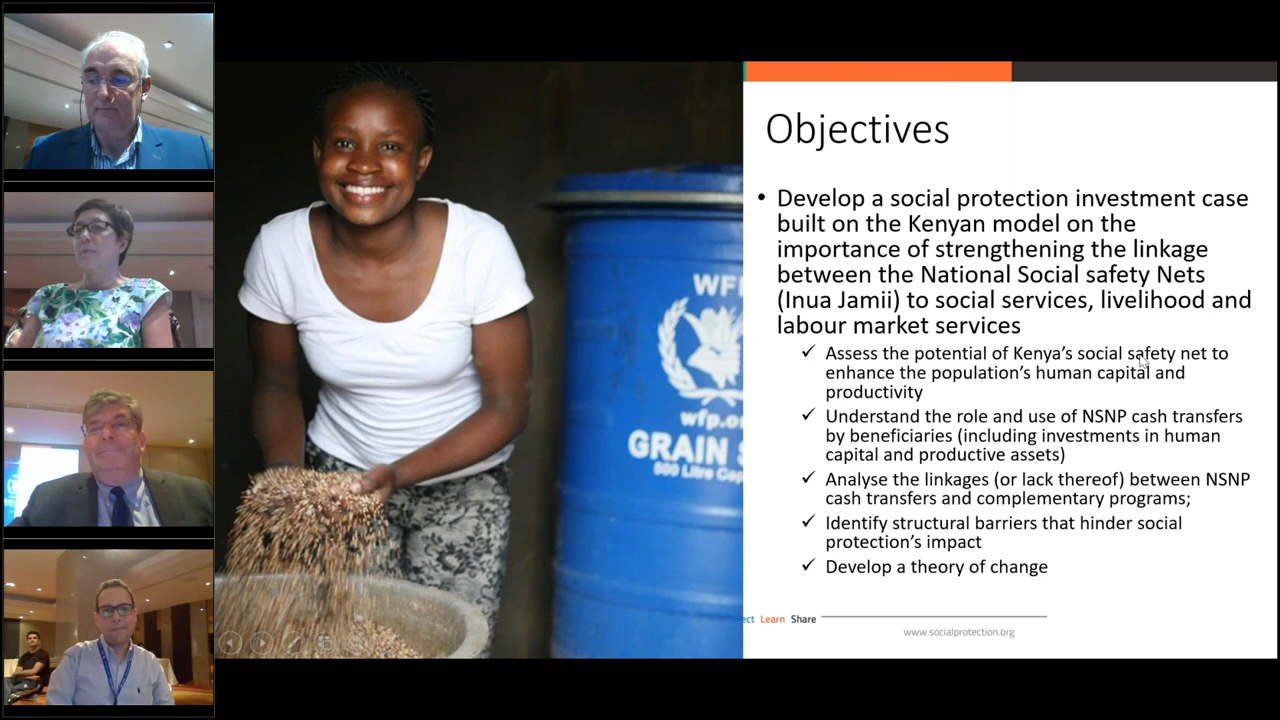 Objectives
• Develop a social protection investment case
built on the Kenyan model on the
importance of strengthening the linkage
between the National Social safety Nets
(Inua Jamii) to social services, livelihood and
labour market services
✓ Assess the potential of Kenya's social safety net to
enhance the population's human capital and
productivity
✓ Understand the role and use of NSNP cash transfers
by beneficiaries (including investments in human
capital and productive assets)
✓ Analyse the linkages (or lack thereof) between NSNP
cash transfers and complementary programs;
✓ Identify structural barriers that hinder social
protection's impact
✓ Develop a theory of change
ect Learn Share
www.socialprotection.org
WF
wfp.o
GRAIN S
500 Litre Cap